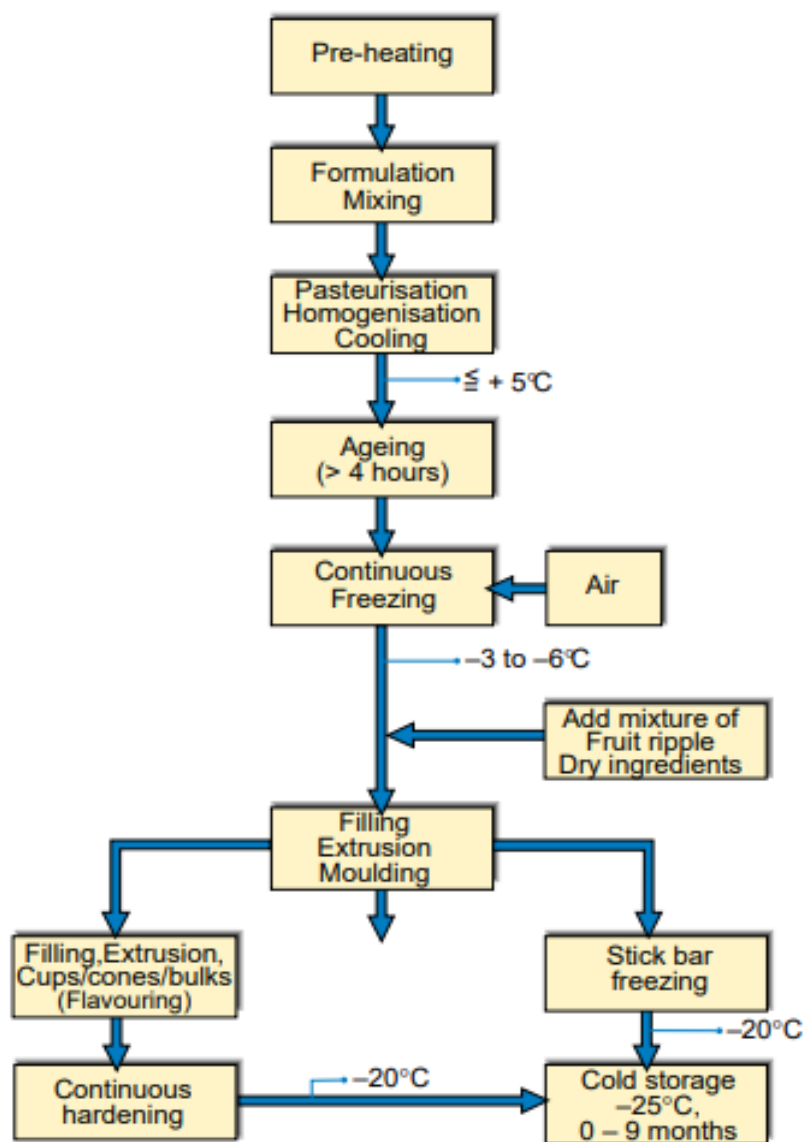 Pre-heating
Formulation
Mixing
Pasteurisation
Homogenisation
Cooling
≦ + 5°C
Ageing
(> 4 hours)
Continuous
Freezing
Air
–3 to –6°C
Add mixture of
Fruit ripple
Dry ingredients
Filling
Extrusion
Moulding
Filling,Extrusion,
Cups/cones/bulks
(Flavouring)
Stick bar
freezing
–20°C
Continuous
hardening
–20°C
Cold storage
–25°C,
0 – 9 months